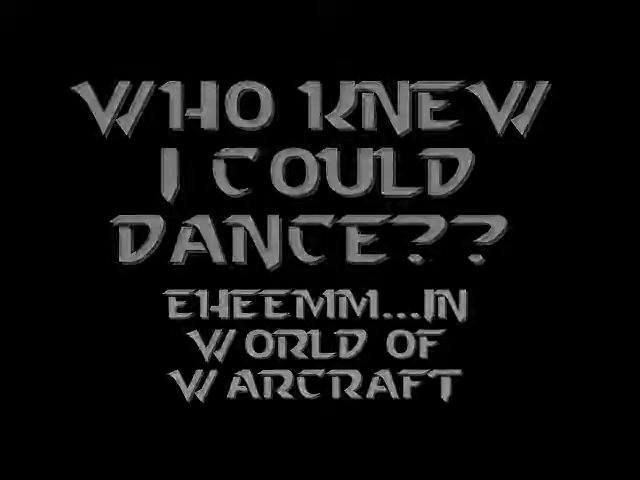 WHO KNEW
I COULD
DANCE??
EHEEMM...IN
WORLD OF
WARCRAFT